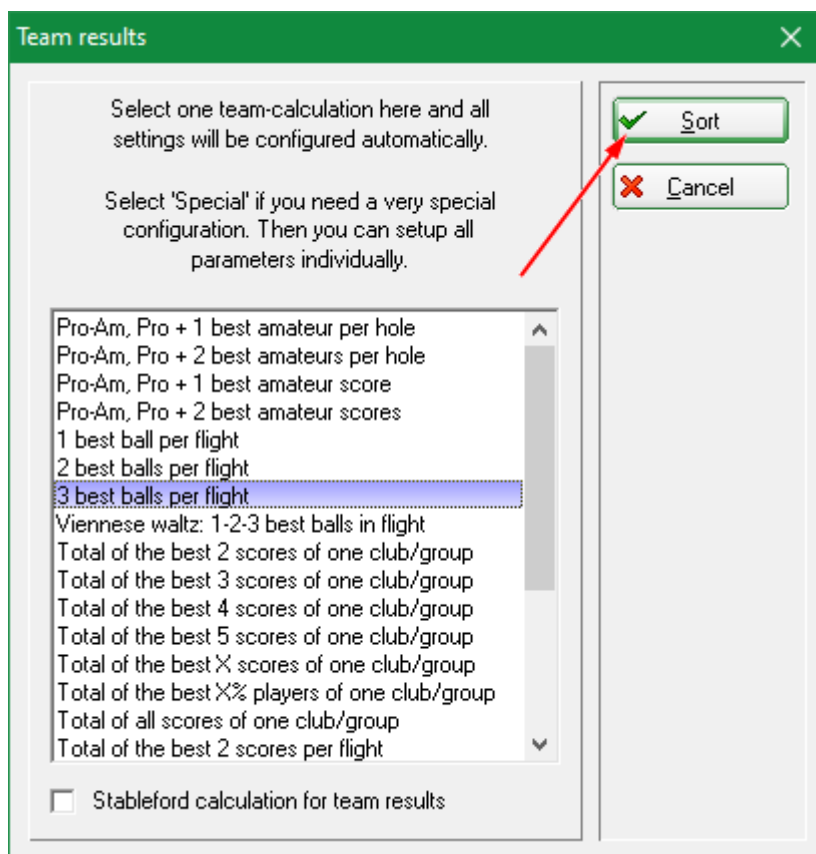 Team results
Select one team-calculation here and all
settings will be configured automatically.
Select 'Special' if you need a very special
configuration. Then you can setup all
parameters individually.
Pro-Am, Pro + 1 best amateur per hole
Pro-Am, Pro + 2 best amateurs per hole
Pro-Am, Pro + 1 best amateur score
Pro-Am, Pro + 2 best amateur scores
1 best ball per flight
2 best balls per flight
3 best balls per flight
Viennese waltz: 1-2-3 best balls in flight
Total of the best 2 scores of one club/group
Total of the best 3 scores of one club/group
Total of the best 4 scores of one club/group
Total of the best 5 scores of one club/group
Total of the best X scores of one club/group
Total of the best X% players of one club/group
Total of all scores of one club/group
Total of the best 2 scores per flight
Stableford calculation for team results
Sort
Cancel